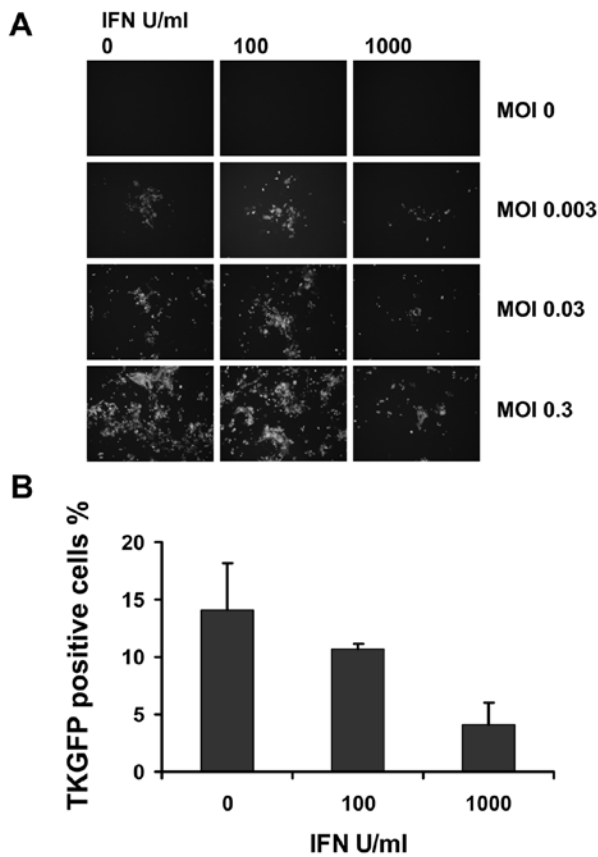 A
IFN U/ml
0 100 1000
MOI 0
MOI 0.003
MOI 0.03
MOI 0.3
B
TKGFP positive cells %
20
15
10
5
0
0 100 1000
IFN U/ml